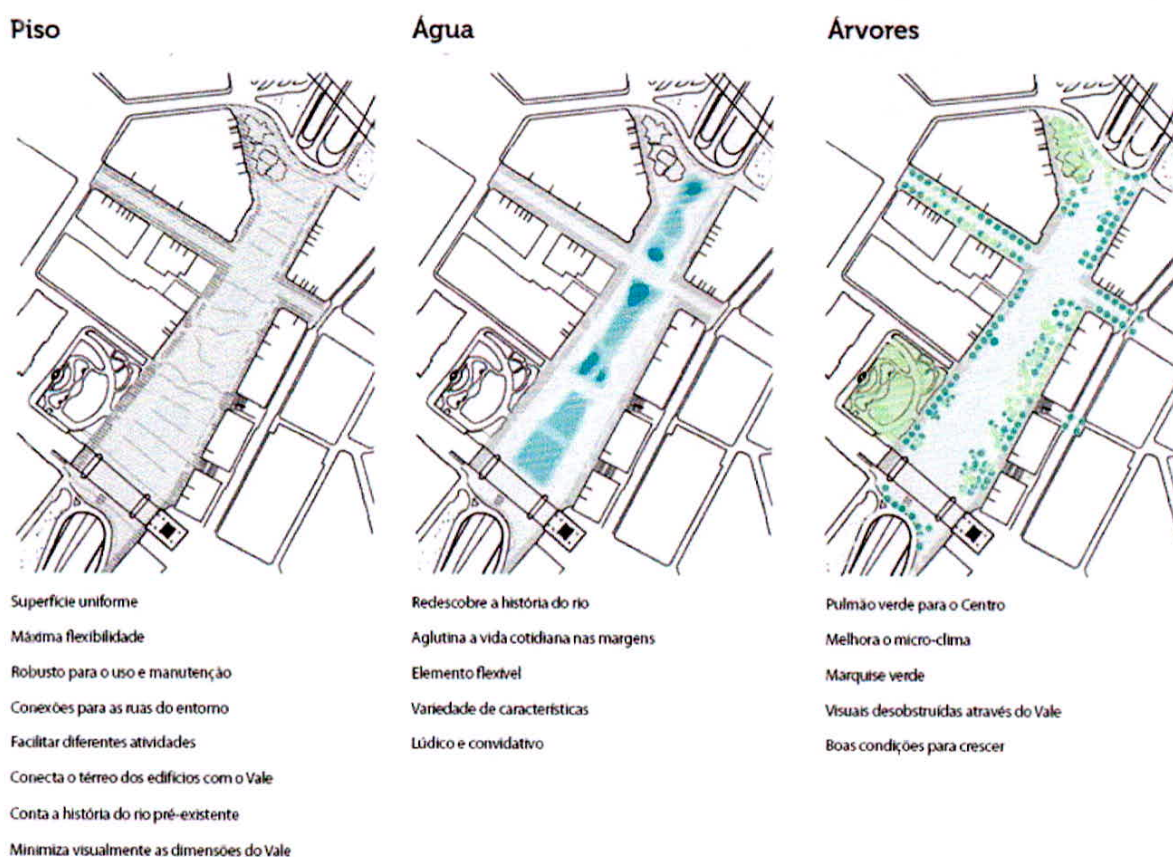 Piso
Superfície uniforme
Máxima flexibilidade
Robusto para o uso e manutenção
Conexões para as ruas do entorno
Facilitar diferentes atividades
Conecta o térreo dos edifícios com o Vale
Conta a história do rio pré-existente
Minimiza visualmente as dimensões do Vale
Água
Redescobre a história do rio
Aglutina a vida cotidiana nas margens
Elemento flexível
Variedade de características
Lúdico e convidativo
Árvores
Pulmão verde para o Centro
Melhora o micro-clima
Marquise verde
Visuais desobstruídas através do Vale
Boas condições para crescer